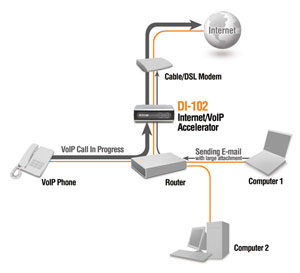 Internet
Cable/DSL Modem
DI-102
Internet/VoIP
Accelerator
VoIP Call In Progress
Sending E-mail
with large attachment
VoIP Phone
Router
Computer 1
Computer 2